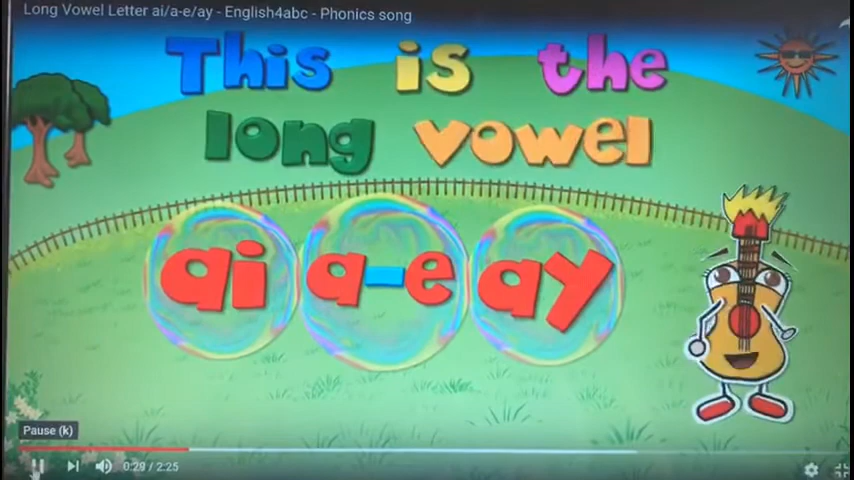 Long Vowel Letter ai/a-e/ay - English4abc - Phonics song
This is the
long vowel
ai a-e ay
Pause (k)
0:29 / 2:25